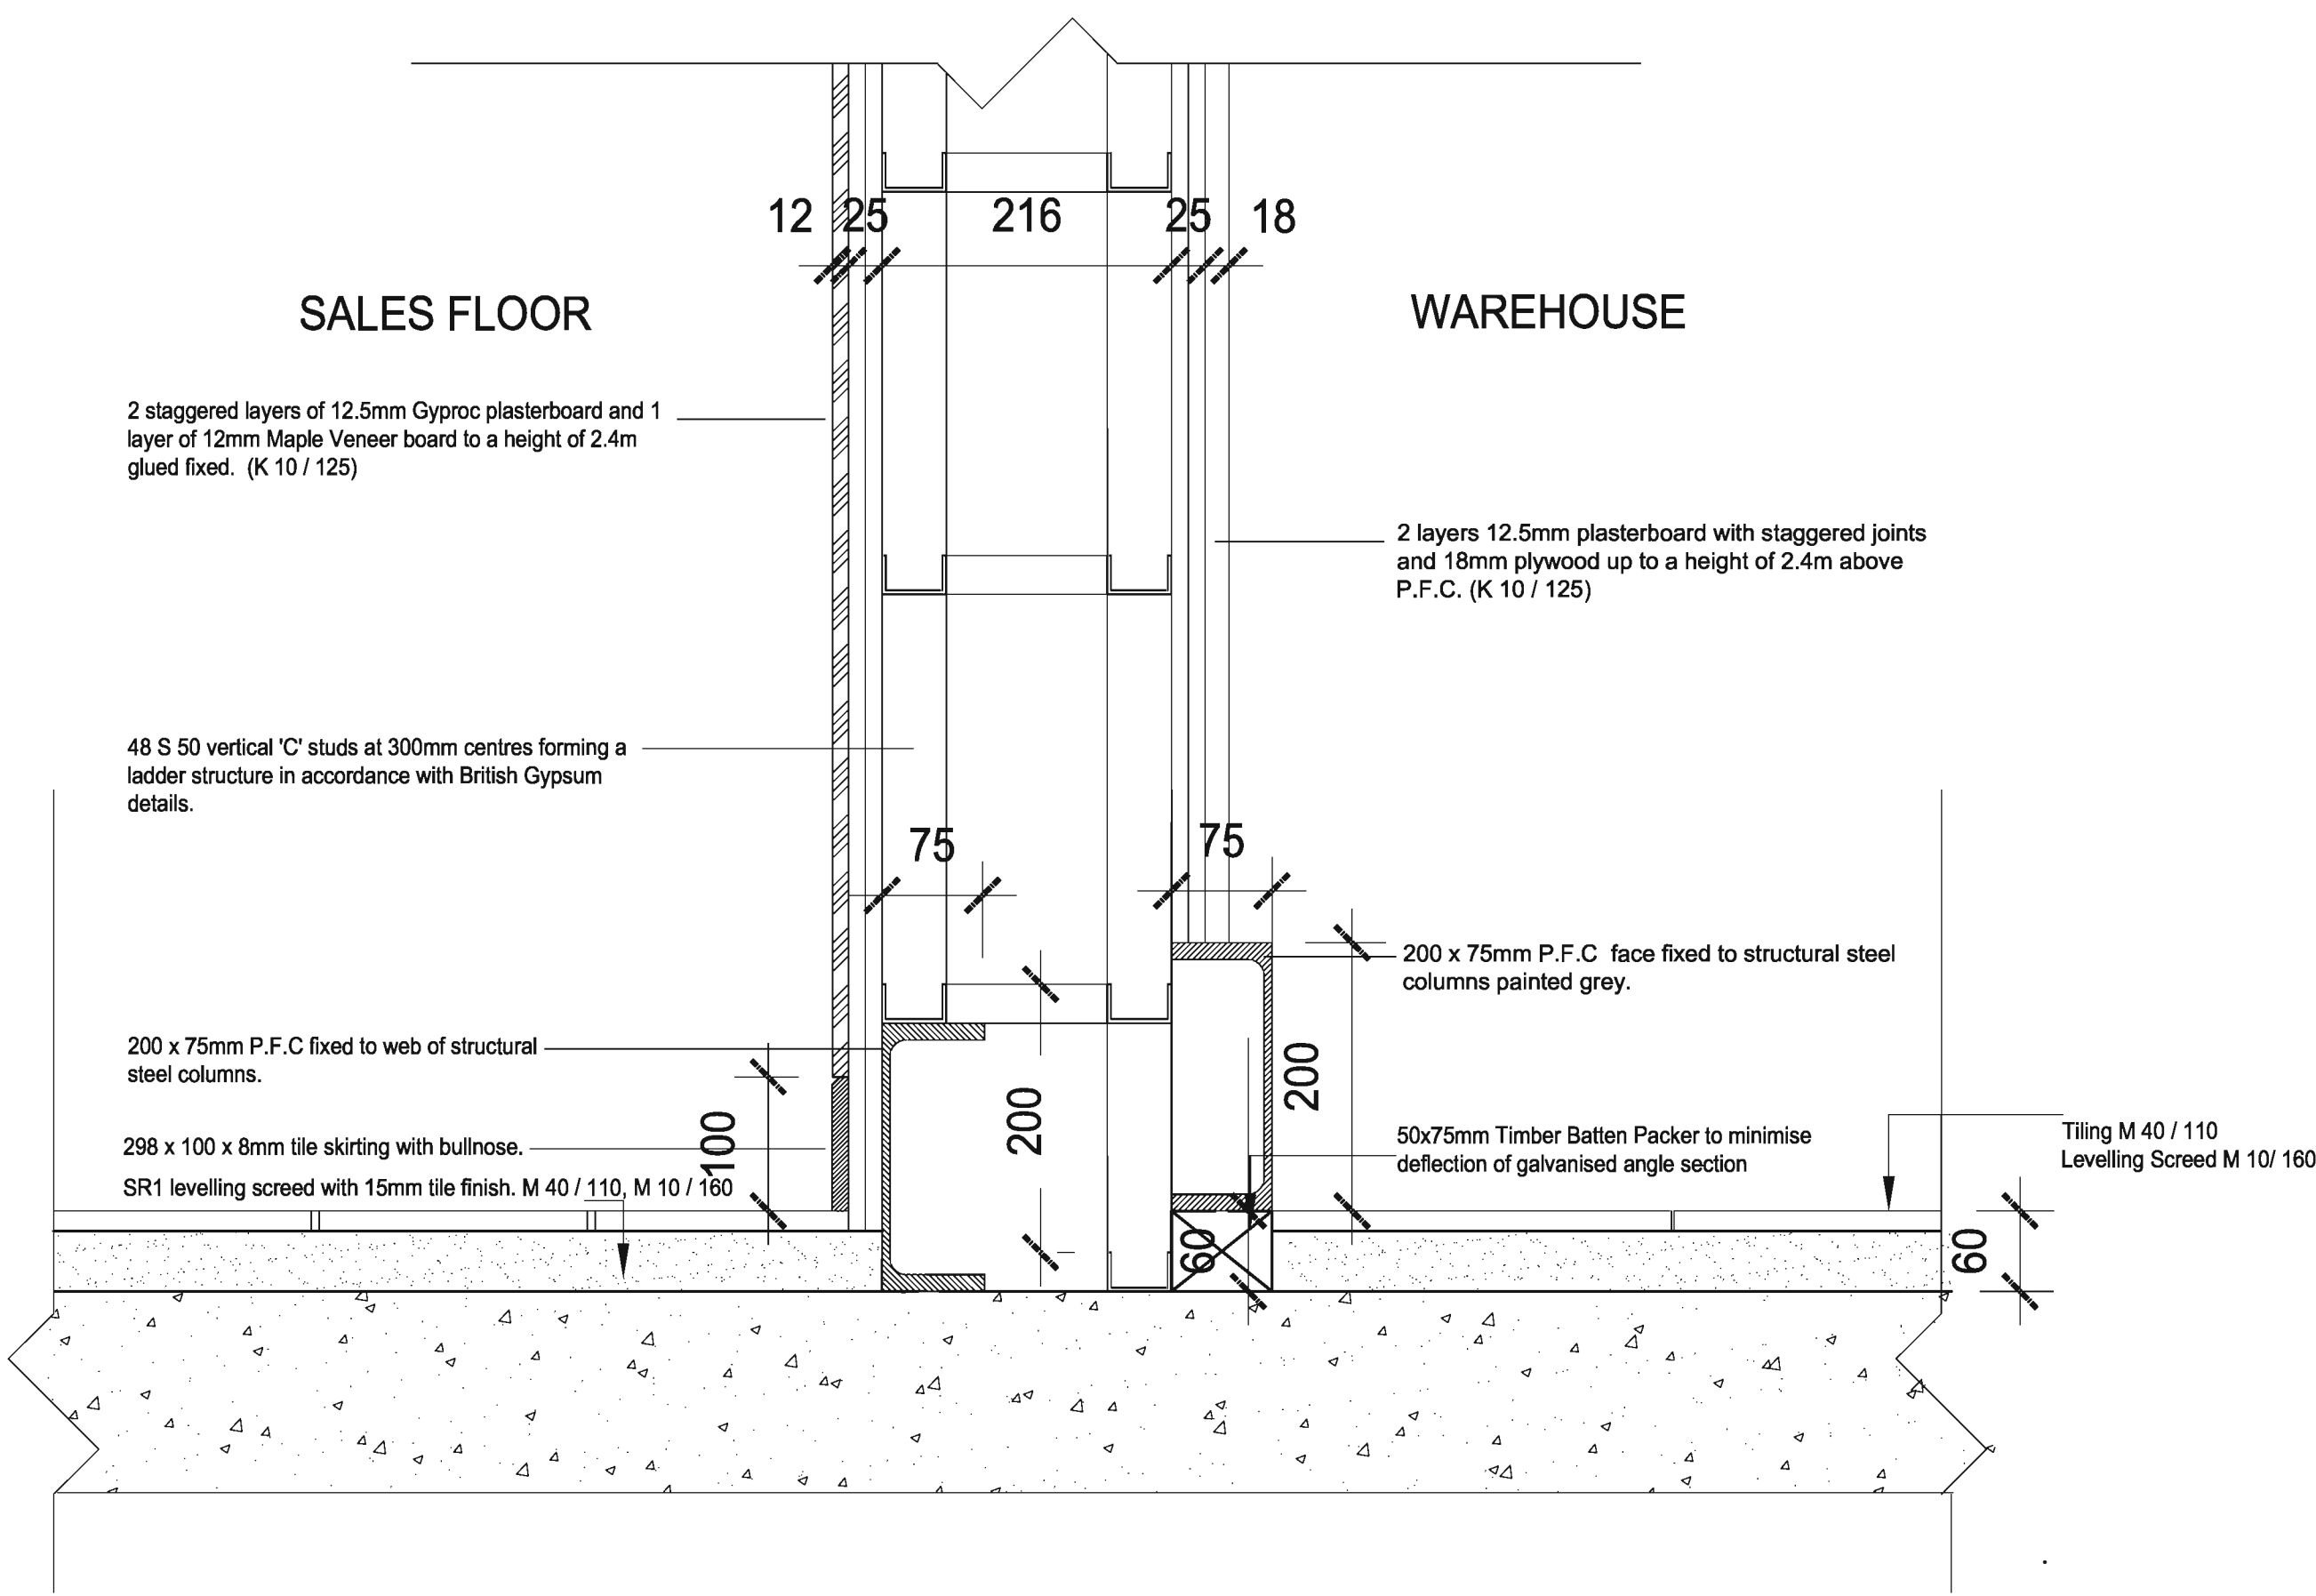 12 25 216 25 18
SALES FLOOR
WAREHOUSE
2 staggered layers of 12.5mm Gyproc plasterboard and 1
layer of 12mm Maple Veneer board to a height of 2.4m
glued fixed. (K 10 / 125)
2 layers 12.5mm plasterboard with staggered joints
and 18mm plywood up to a height of 2.4m above
P.F.C. (K 10 / 125)
48 S 50 vertical 'C' studs at 300mm centres forming a
ladder structure in accordance with British Gypsum
details.
75
75
200 x 75mm P.F.C face fixed to structural steel
columns painted grey.
200 x 75mm P.F.C fixed to web of structural
steel columns.
100
200
200
298 x 100 x 8mm tile skirting with bullnose.
SR1 levelling screed with 15mm tile finish. M 40 / 110, M 10 / 160
50x75mm Timber Batten Packer to minimise
deflection of galvanised angle section
Tiling M 40 / 110
Levelling Screed M 10/ 160
60
60